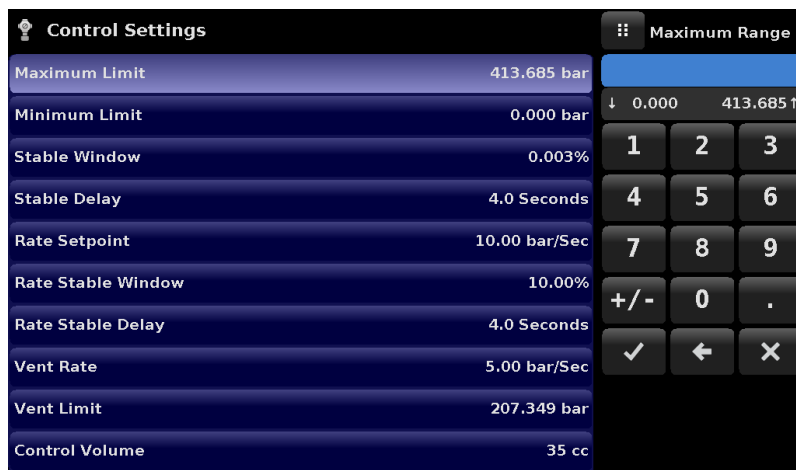 Control Settings
Maximum Limit 413.685 bar
Minimum Limit 0.000 bar
Stable Window 0.003%
Stable Delay 4.0 Seconds
Rate Setpoint 10.00 bar/Sec
Rate Stable Window 10.00%
Rate Stable Delay 4.0 Seconds
Vent Rate 5.00 bar/Sec
Vent Limit 207.349 bar
Control Volume 35 cc
Maximum Range
↓ 0.000 413.685↑
1 2 3
4 5 6
7 8 9
+/- 0 .